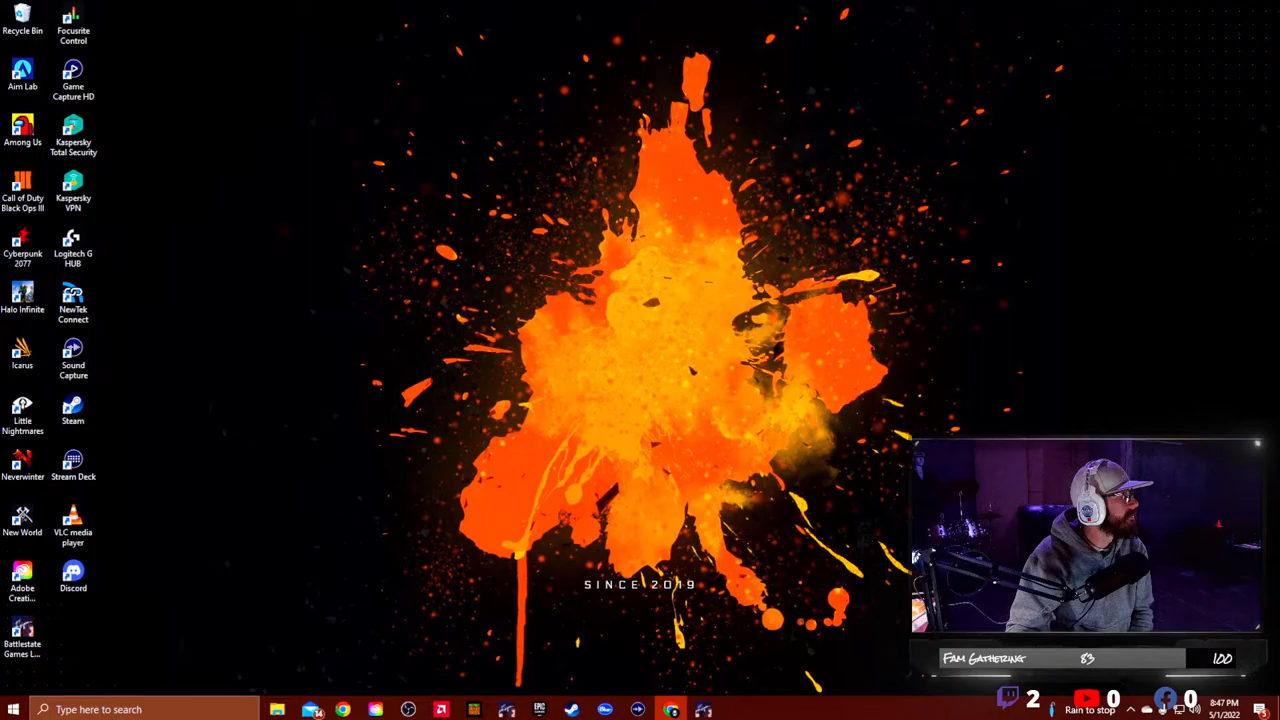 Recycle Bin
Focusrite
Control
Aim Lab
Game
Capture HD
Among Us
Kaspersky
Total Security
Call of Duty
Black Ops III
Kaspersky
VPN
Cyberpunk
2077
Logitech G
HUB
Halo Infinite
NewTek
Connect
Icarus
Sound
Capture
Little
Nightmares
Steam
Neverwinter
Stream Deck
New World
VLC media
player
Adobe
Creati...
Discord
Battlestate
Games L...
SINCE 2019
Fam Gathering 83 100
2 0 0
Type here to search
EPIC
14
Rain to stop
8:47 PM
5/1/2022